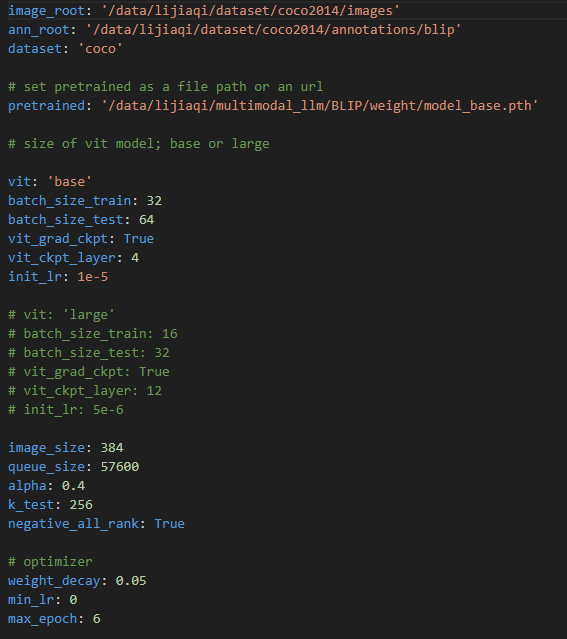 image_root: '/data/lijiaqi/dataset/coco2014/images'
ann_root: '/data/lijiaqi/dataset/coco2014/annotations/blip'
dataset: 'coco'
# set pretrained as a file path or an url
pretrained: '/data/lijiaqi/multimodal_llm/BLIP/weight/model_base.pth'
# size of vit model; base or large
vit: 'base'
batch_size_train: 32
batch_size_test: 64
vit_grad_ckpt: True
vit_ckpt_layer: 4
init_lr: 1e-5
# vit: 'large'
# batch_size_train: 16
# batch_size_test: 32
# vit_grad_ckpt: True
# vit_ckpt_layer: 12
# init_lr: 5e-6
image_size: 384
queue_size: 57600
alpha: 0.4
k_test: 256
negative_all_rank: True
# optimizer
weight_decay: 0.05
min_lr: 0
max_epoch: 6